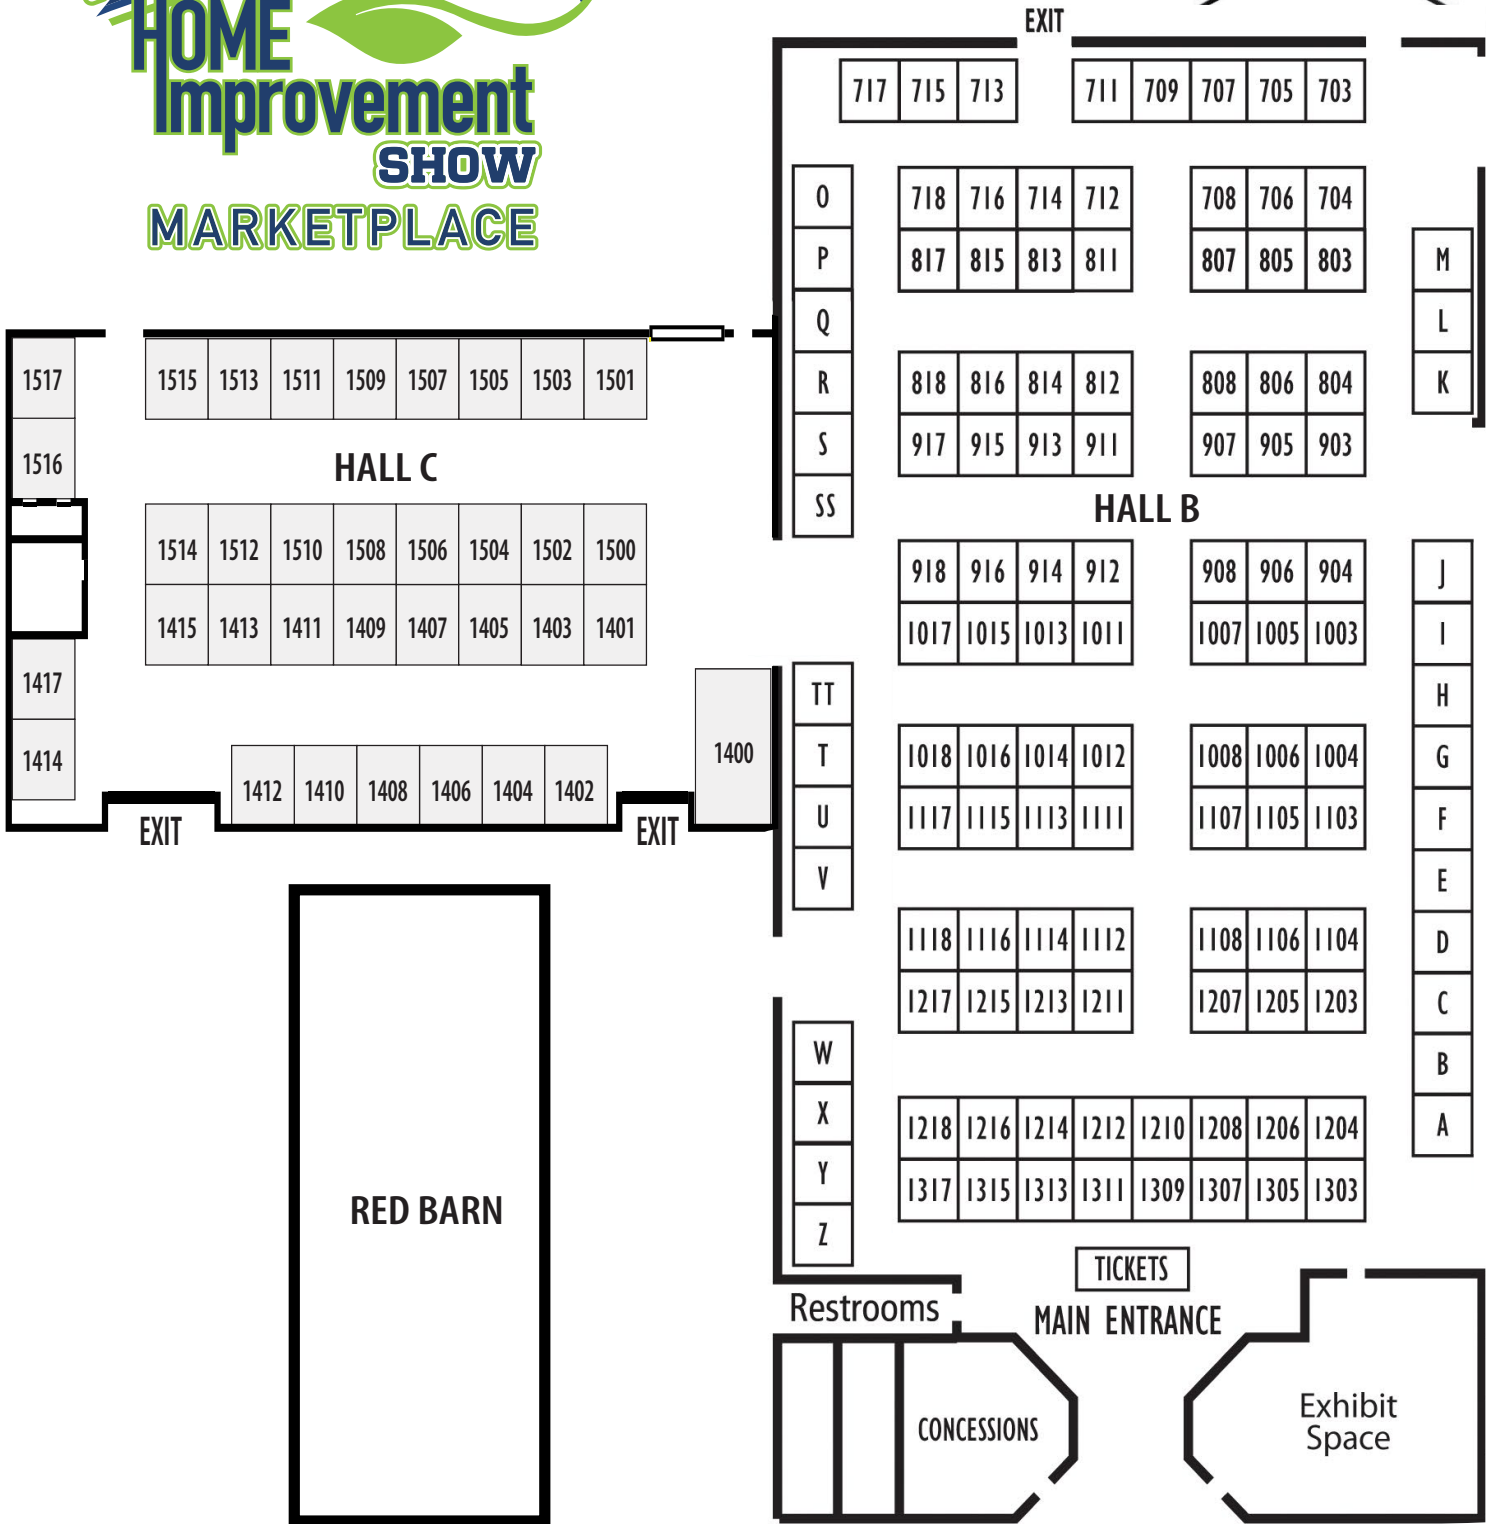 HOME
Improvement
SHOW
MARKETPLACE
EXIT
717 715 713 711 709 707 705 703
O
718 716 714 712 708 706 704
P
817 815 813 811 807 805 803
M
Q
L
R
818 816 814 812 808 806 804
K
S
917 915 913 911 907 905 903
SS
HALL B
918 916 914 912 908 906 904
J
1017 1015 1013 1011 1007 1005 1003
I
TT
H
T
1018 1016 1014 1012 1008 1006 1004
G
U
1117 1115 1113 1111 1107 1105 1103
F
V
E
1118 1116 1114 1112 1108 1106 1104
D
1217 1215 1213 1211 1207 1205 1203
C
W
B
X
1218 1216 1214 1212 1210 1208 1206 1204
A
Y
1317 1315 1313 1311 1309 1307 1305 1303
Z
TICKETS
MAIN ENTRANCE
Restrooms
CONCESSIONS
Exhibit
Space
1517 1515 1513 1511 1509 1507 1505 1503 1501
1516
HALL C
1514 1512 1510 1508 1506 1504 1502 1500
1415 1413 1411 1409 1407 1405 1403 1401
1417
1414
1400
1412 1410 1408 1406 1404 1402
EXIT
EXIT
RED BARN